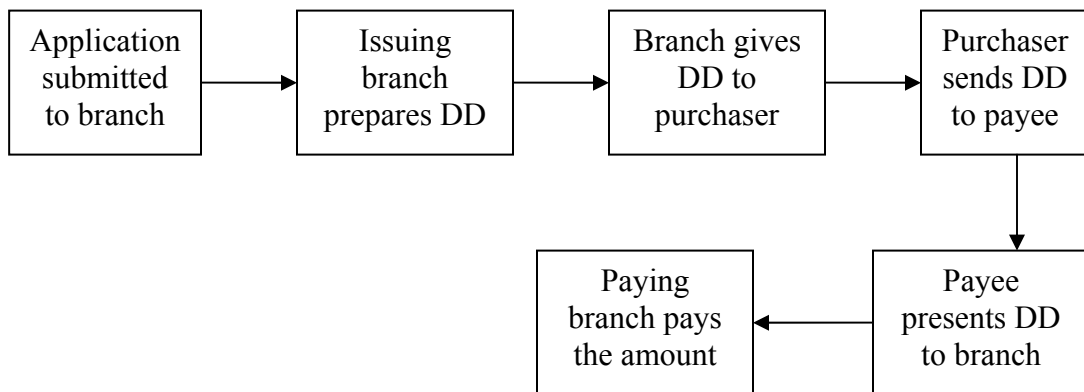 Application
submitted
to branch
Issuing
branch
prepares DD
Branch gives
DD to
purchaser
Purchaser
sends DD
to payee
Payee
presents DD
to branch
Paying
branch pays
the amount